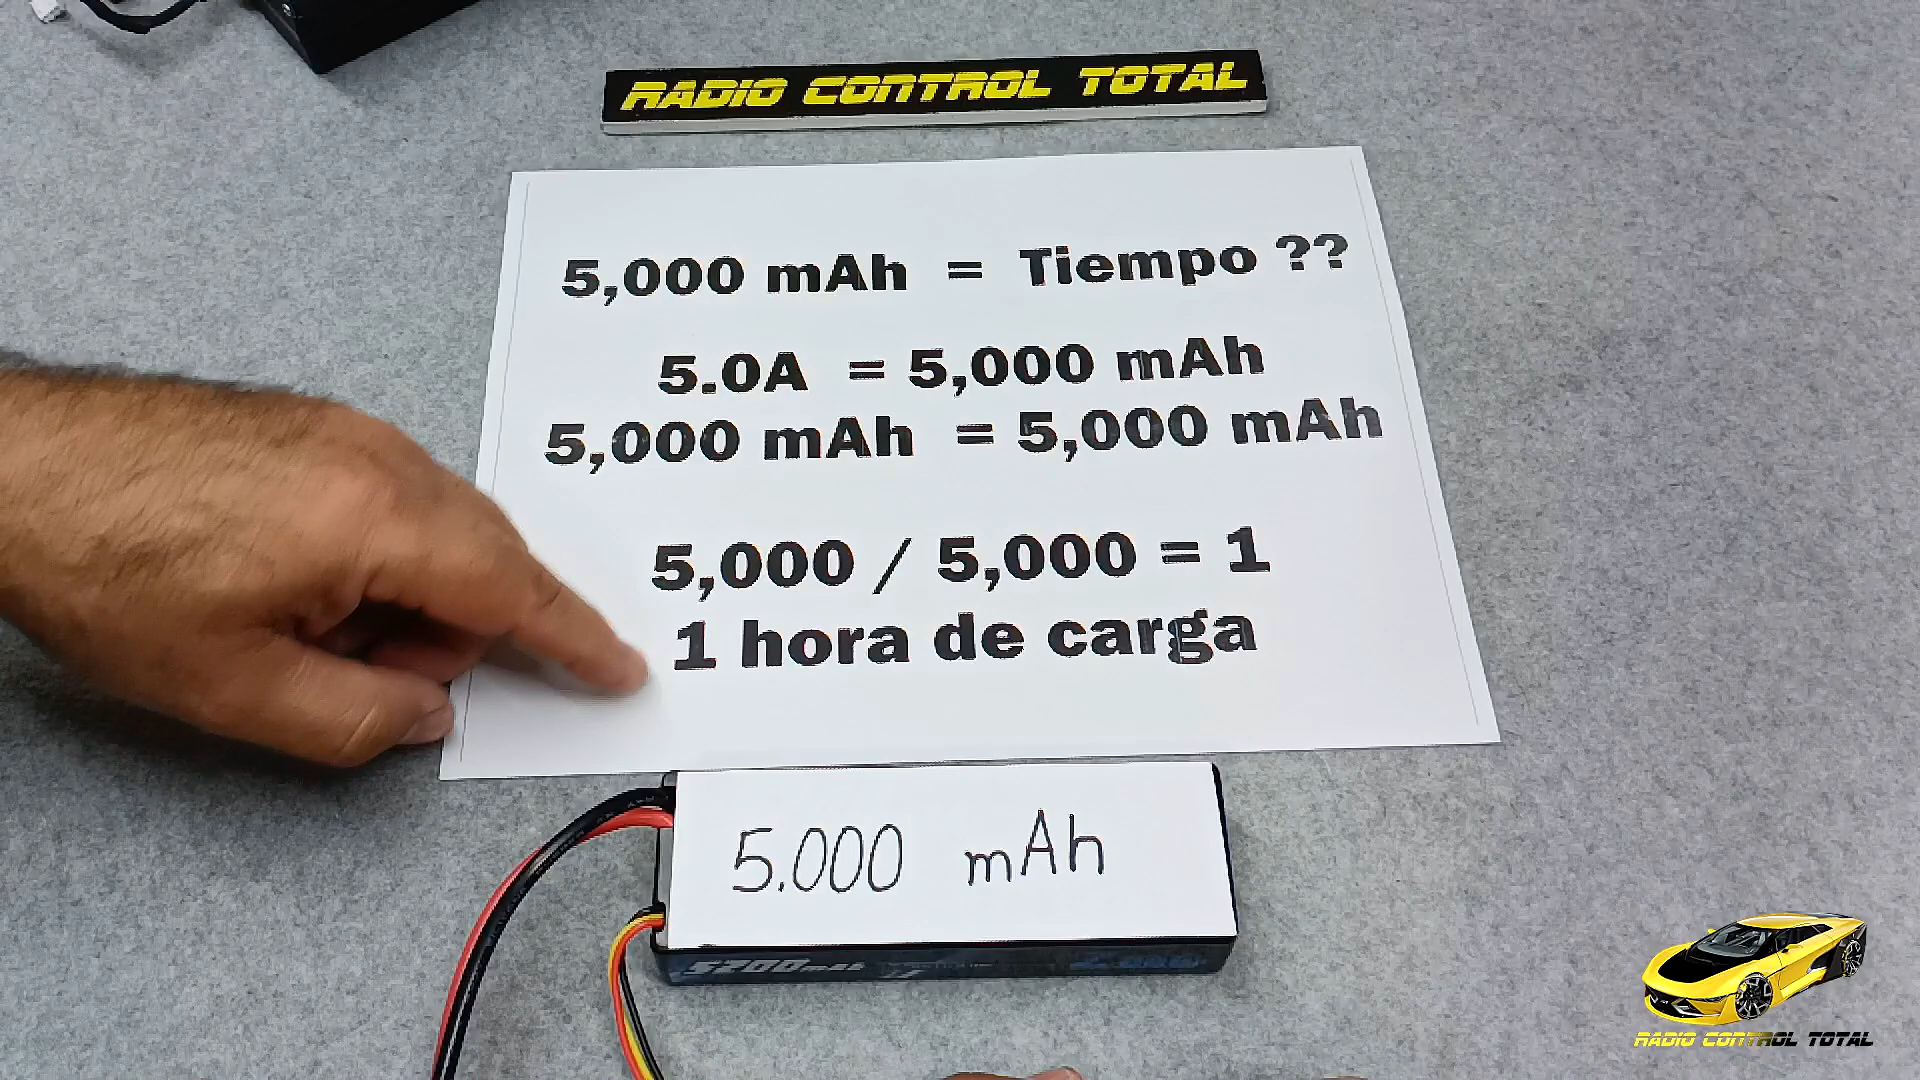 RADIO CONTROL TOTAL
5,000 mAh = Tiempo ??
5.0A = 5,000 mAh
5,000 mAh = 5,000 mAh
5,000 / 5,000 = 1
1 hora de carga
5.000 mAh
5200mAh
RADIO CONTROL TOTAL